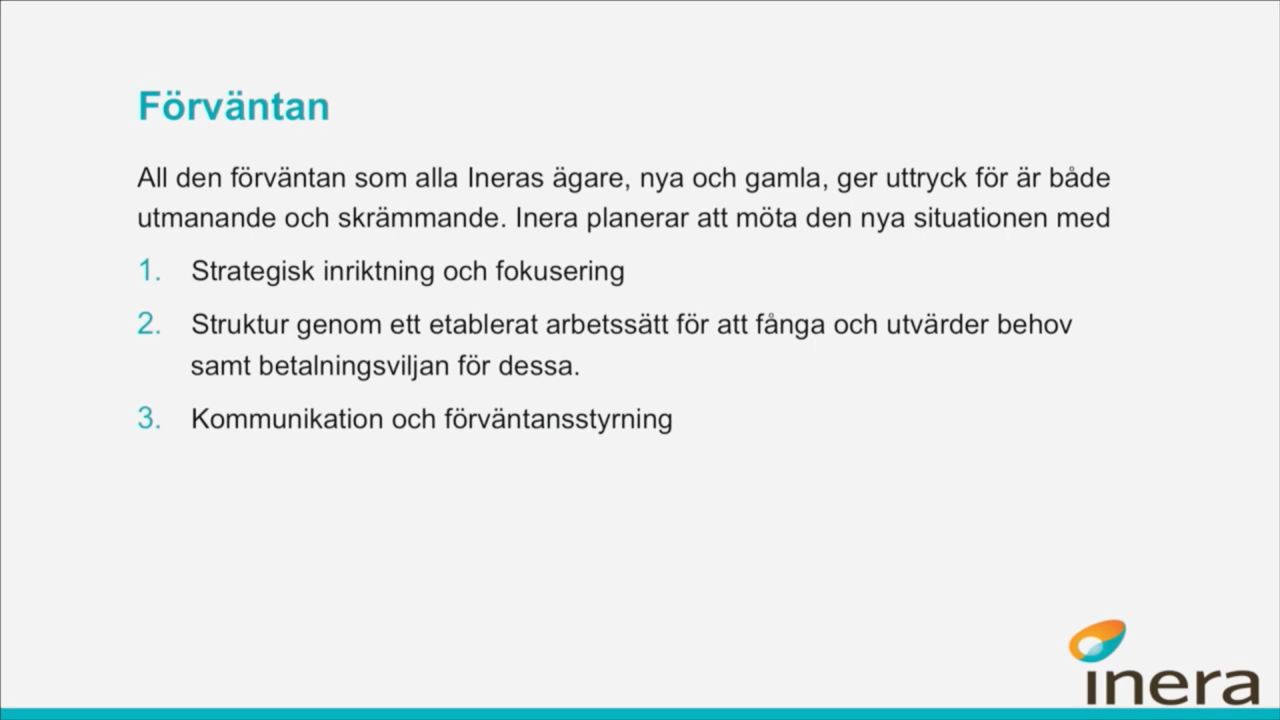 Förväntan
All den förväntan som alla Ineras ägare, nya och gamla, ger uttryck för är både
utmanande och skrämmande. Inera planerar att möta den nya situationen med
1. Strategisk inriktning och fokusering
2. Struktur genom ett etablerat arbetssätt för att fånga och utvärder behov
samt betalningsviljan för dessa.
3. Kommunikation och förväntansstyrning
inera